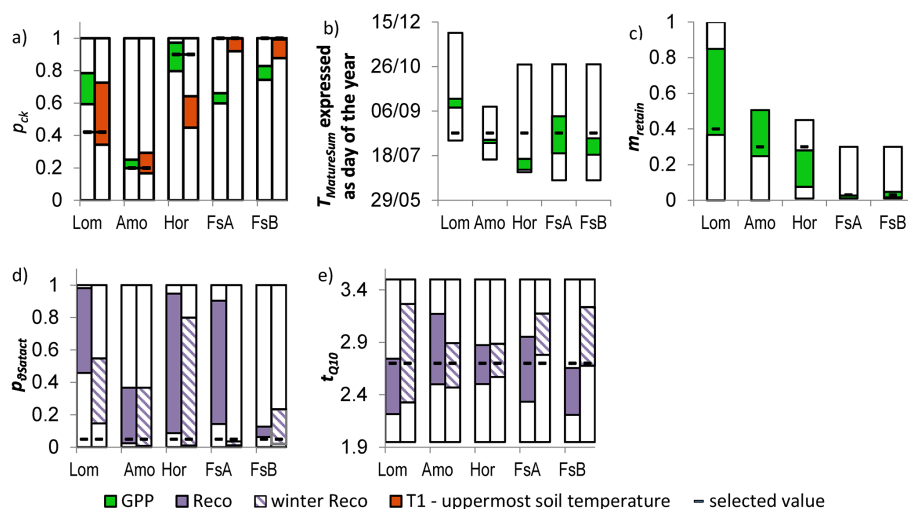 a)
p_ck
1
0.8
0.6
0.4
0.2
0
Lom Amo Hor FsA FsB
b)
T_MatureSum expressed
as day of the year
15/12
26/10
06/09
18/07
29/05
Lom Amo Hor FsA FsB
c)
m_retain
1
0.8
0.6
0.4
0.2
0
Lom Amo Hor FsA FsB
d)
p_ϑSatact
1
0.8
0.6
0.4
0.2
0
Lom Amo Hor FsA FsB
e)
t_Q10
3.4
2.9
2.4
1.9
Lom Amo Hor FsA FsB
GPP Reco winter Reco T1 - uppermost soil temperature selected value